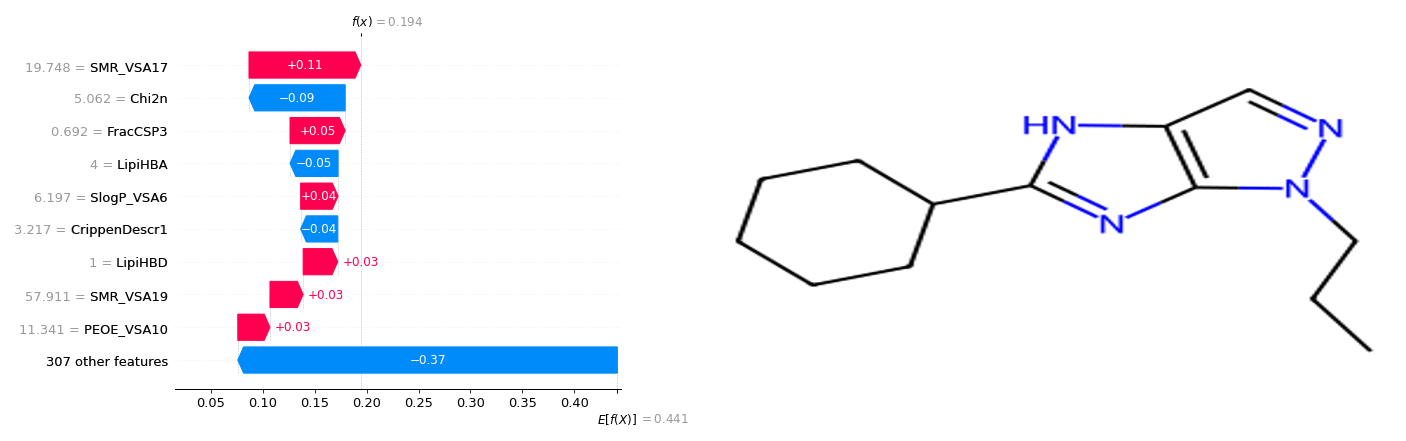 f(x) = 0.194
19.748 = SMR_VSA17 +0.11
5.062 = Chi2n −0.09
0.692 = FracCSP3 +0.05
4 = LipiHBA −0.05
6.197 = SlogP_VSA6 +0.04
3.217 = CrippenDescr1 −0.04
1 = LipiHBD +0.03
57.911 = SMR_VSA19 +0.03
11.341 = PEOE_VSA10 +0.03
307 other features −0.37
0.05 0.10 0.15 0.20 0.25 0.30 0.35 0.40
E[f(X)] = 0.441
HN
N
N
N